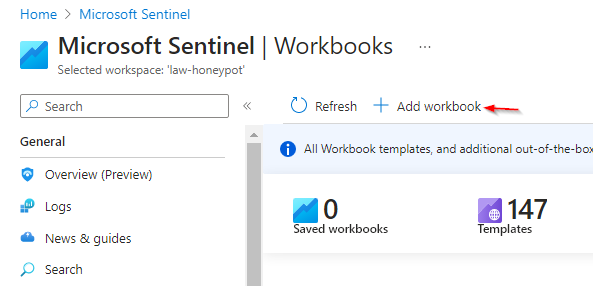 Home > Microsoft Sentinel >
Microsoft Sentinel | Workbooks ...
Selected workspace: 'law-honeypot'
Search «
Refresh + Add workbook
General
Overview (Preview)
Logs
News & guides
Search
All Workbook templates, and additional out-of-the-box
0
Saved workbooks
147
Templates